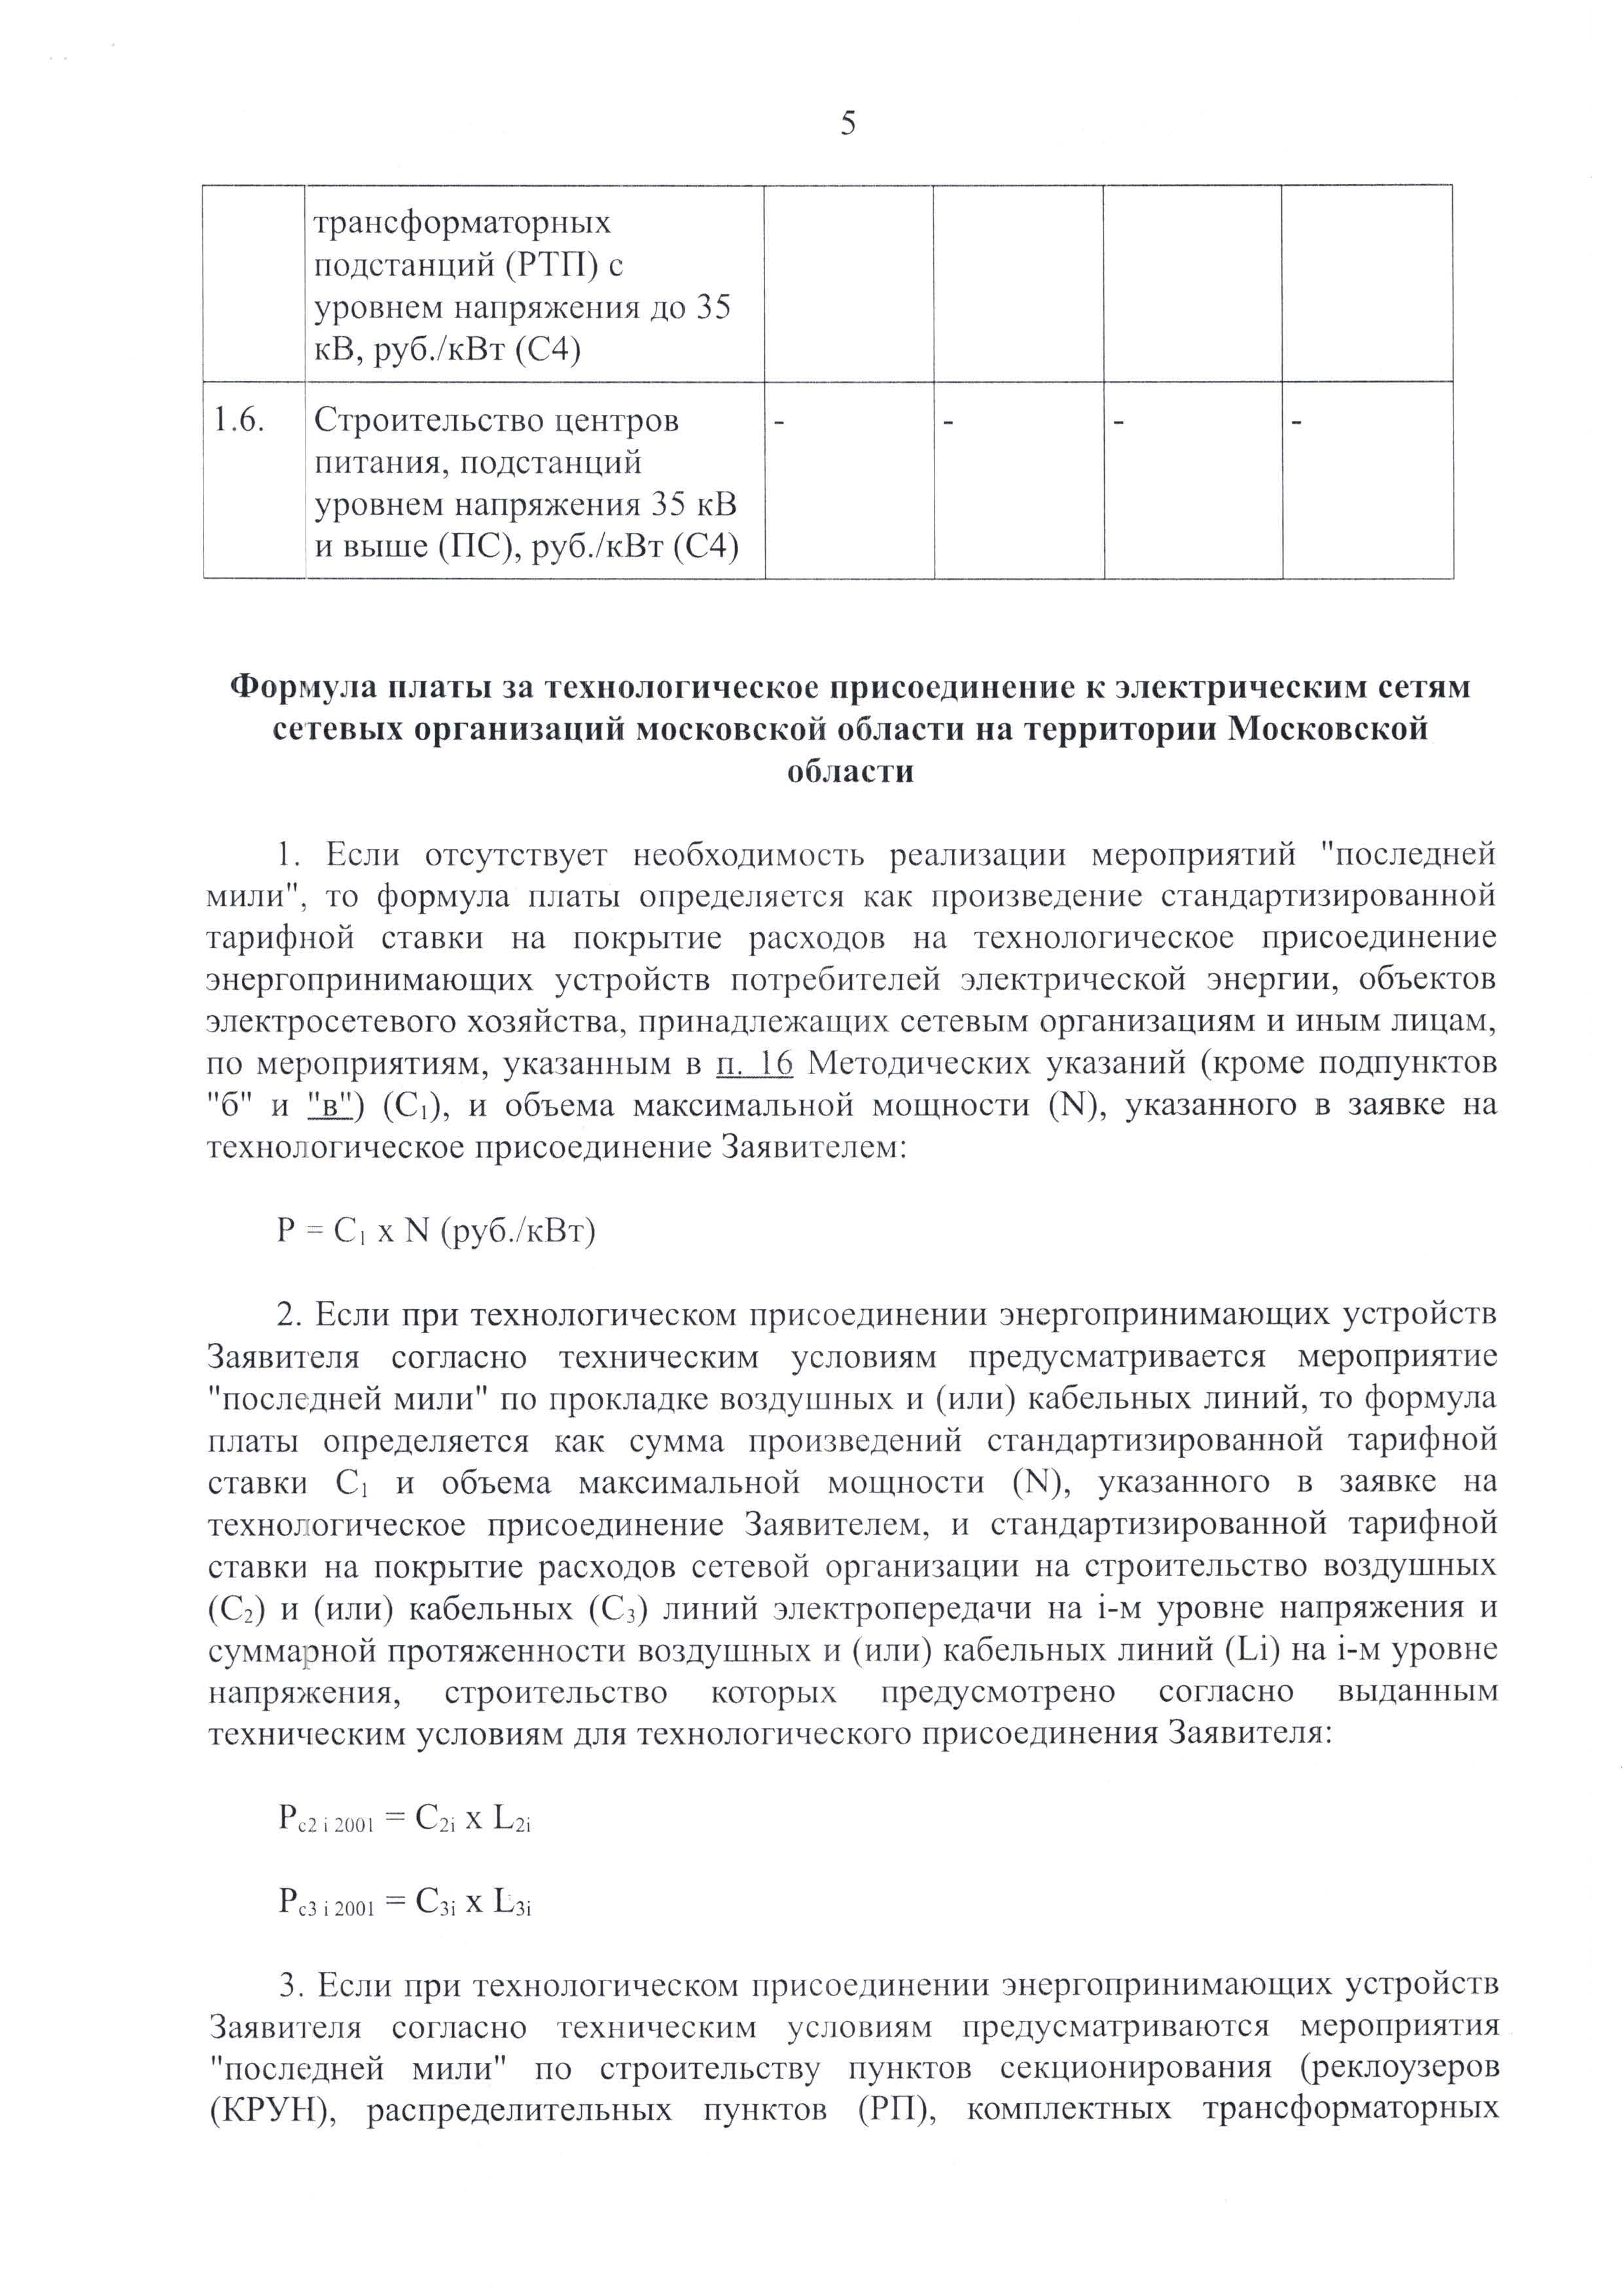 5
трансформаторных
подстанций (РТП) с
уровнем напряжения до 35
кВ, руб./кВт (С4)
1.6. Строительство центров - - - -
питания, подстанций
уровнем напряжения 35 кВ
и выше (ПС), руб./кВт (С4)
Формула платы за технологическое присоединение к электрическим сетям
сетевых организаций московской области на территории Московской
области
1. Если отсутствует необходимость реализации мероприятий "последней
мили", то формула платы определяется как произведение стандартизированной
тарифной ставки на покрытие расходов на технологическое присоединение
энергопринимающих устройств потребителей электрической энергии, объектов
электросетевого хозяйства, принадлежащих сетевым организациям и иным лицам,
по мероприятиям, указанным в п. 16 Методических указаний (кроме подпунктов
"б" и "в") (С₁), и объема максимальной мощности (N), указанного в заявке на
технологическое присоединение Заявителем:
Р = С₁ х N (руб./кВт)
2. Если при технологическом присоединении энергопринимающих устройств
Заявителя согласно техническим условиям предусматривается мероприятие
"последней мили" по прокладке воздушных и (или) кабельных линий, то формула
платы определяется как сумма произведений стандартизированной тарифной
ставки С₁ и объема максимальной мощности (N), указанного в заявке на
технологическое присоединение Заявителем, и стандартизированной тарифной
ставки на покрытие расходов сетевой организации на строительство воздушных
(С₂) и (или) кабельных (С₃) линий электропередачи на i-м уровне напряжения и
суммарной протяженности воздушных и (или) кабельных линий (Li) на i-м уровне
напряжения, строительство которых предусмотрено согласно выданным
техническим условиям для технологического присоединения Заявителя:
Рс2 i 2001 = С2i х L2i
Рс3 i 2001 = С3i х L3i
3. Если при технологическом присоединении энергопринимающих устройств
Заявителя согласно техническим условиям предусматриваются мероприятия
"последней мили" по строительству пунктов секционирования (реклоузеров
(КРУН), распределительных пунктов (РП), комплектных трансформаторных